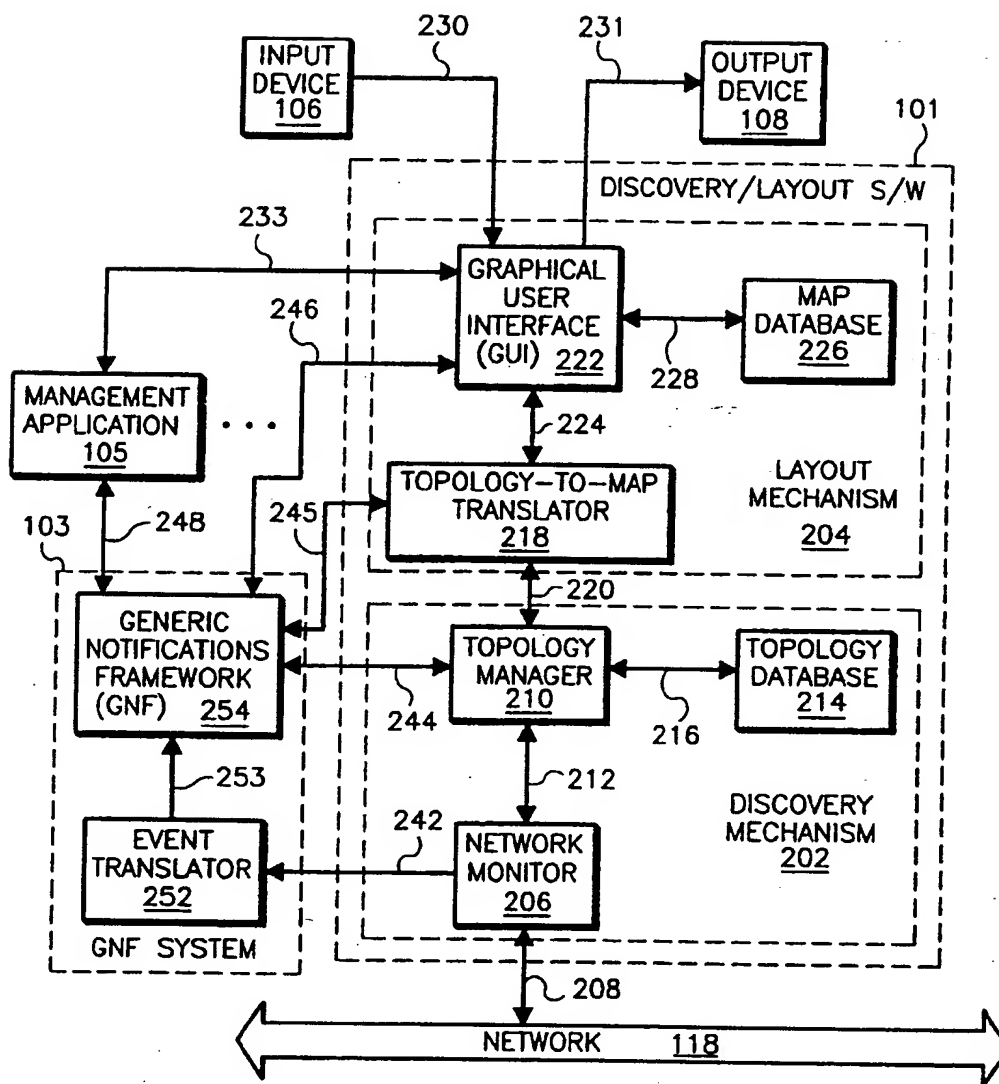 230
231
INPUT
DEVICE
106
OUTPUT
DEVICE
108
101
DISCOVERY/LAYOUT S/W
233
246
GRAPHICAL
USER
INTERFACE
(GUI) 222
MAP
DATABASE
226
228
MANAGEMENT
APPLICATION
105
. . .
224
TOPOLOGY-TO-MAP
TRANSLATOR
218
LAYOUT
MECHANISM
204
103
248
245
220
GENERIC
NOTIFICATIONS
FRAMEWORK
(GNF) 254
TOPOLOGY
MANAGER
210
TOPOLOGY
DATABASE
214
244
216
253
212
EVENT
TRANSLATOR
252
242
NETWORK
MONITOR
206
DISCOVERY
MECHANISM
202
GNF SYSTEM
208
NETWORK 118